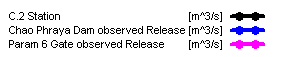 C.2 Station [m^3/s]
Chao Phraya Dam observed Release [m^3/s]
Param 6 Gate observed Release [m^3/s]